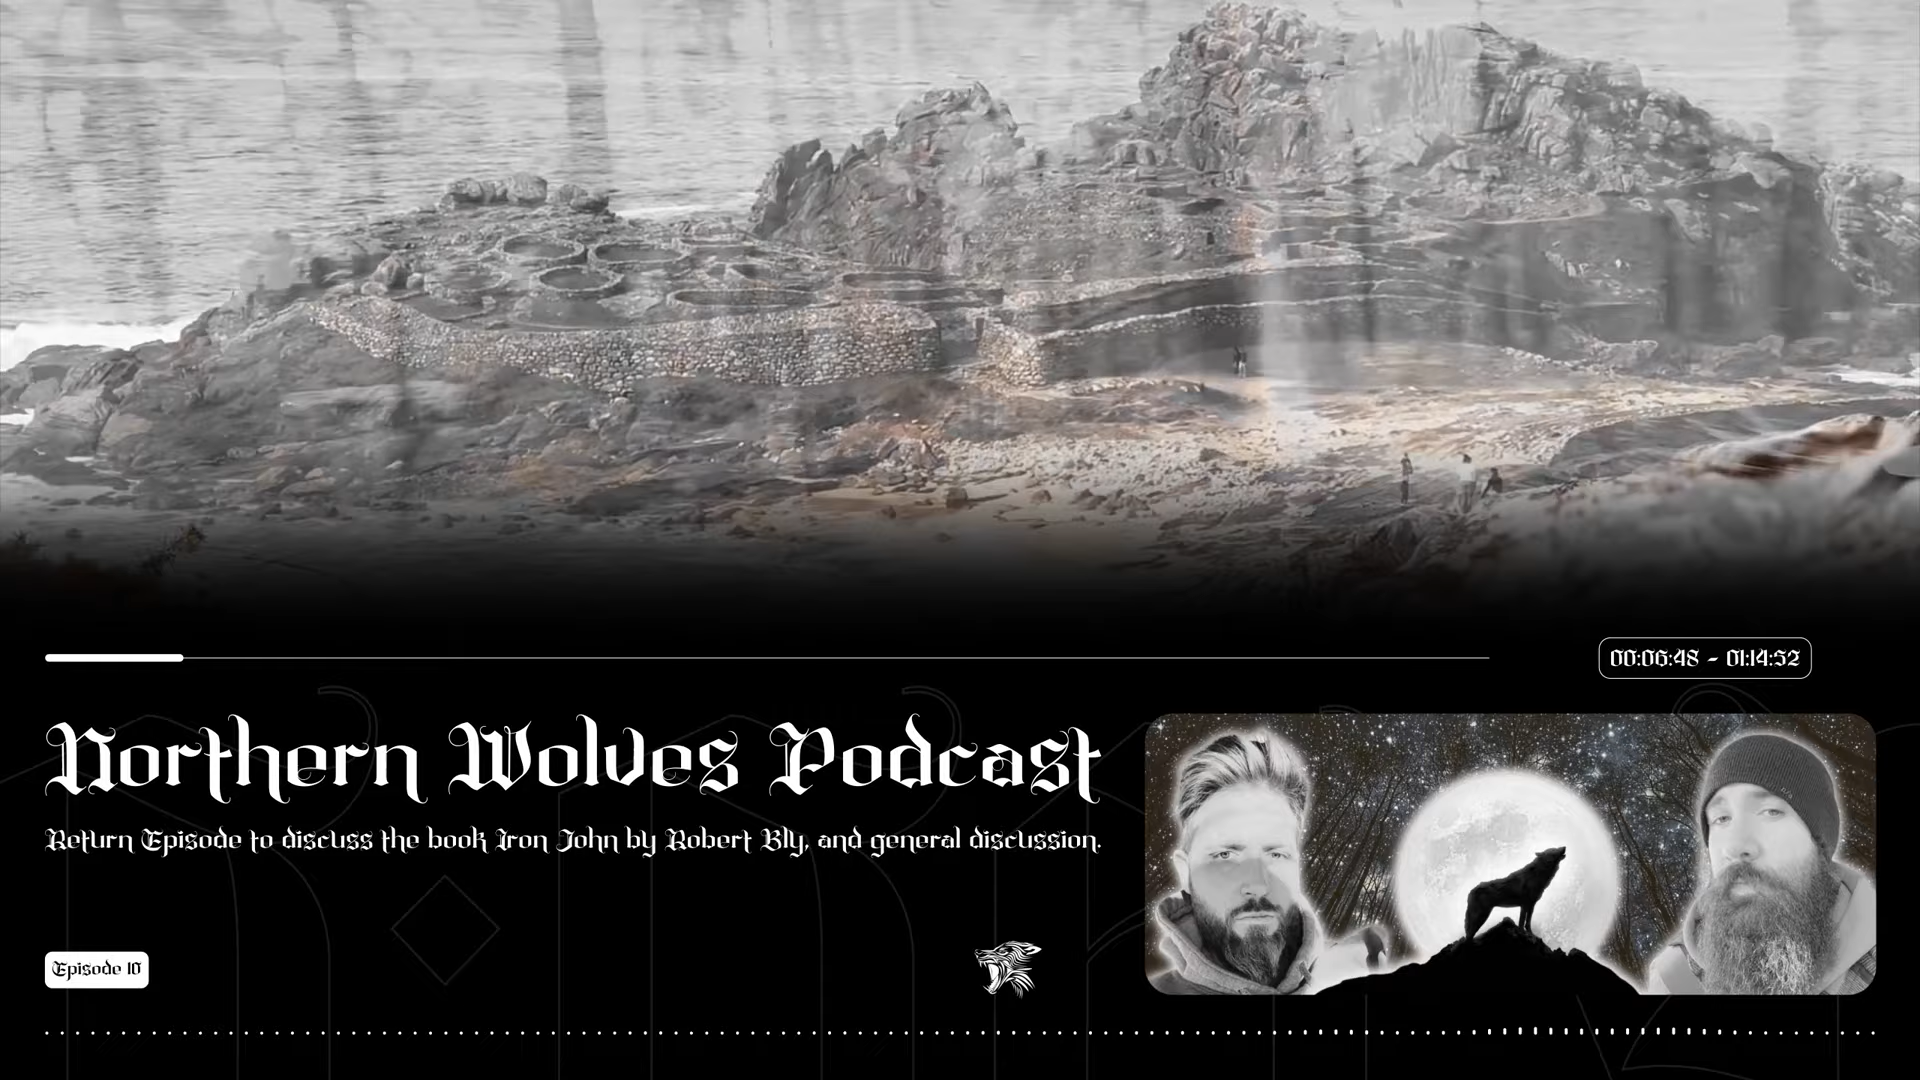 00:06:48 - 01:14:52
Northern Wolves Podcast
Return Episode to discuss the book Iron John by Robert Bly, and general discussion.
Episode 10